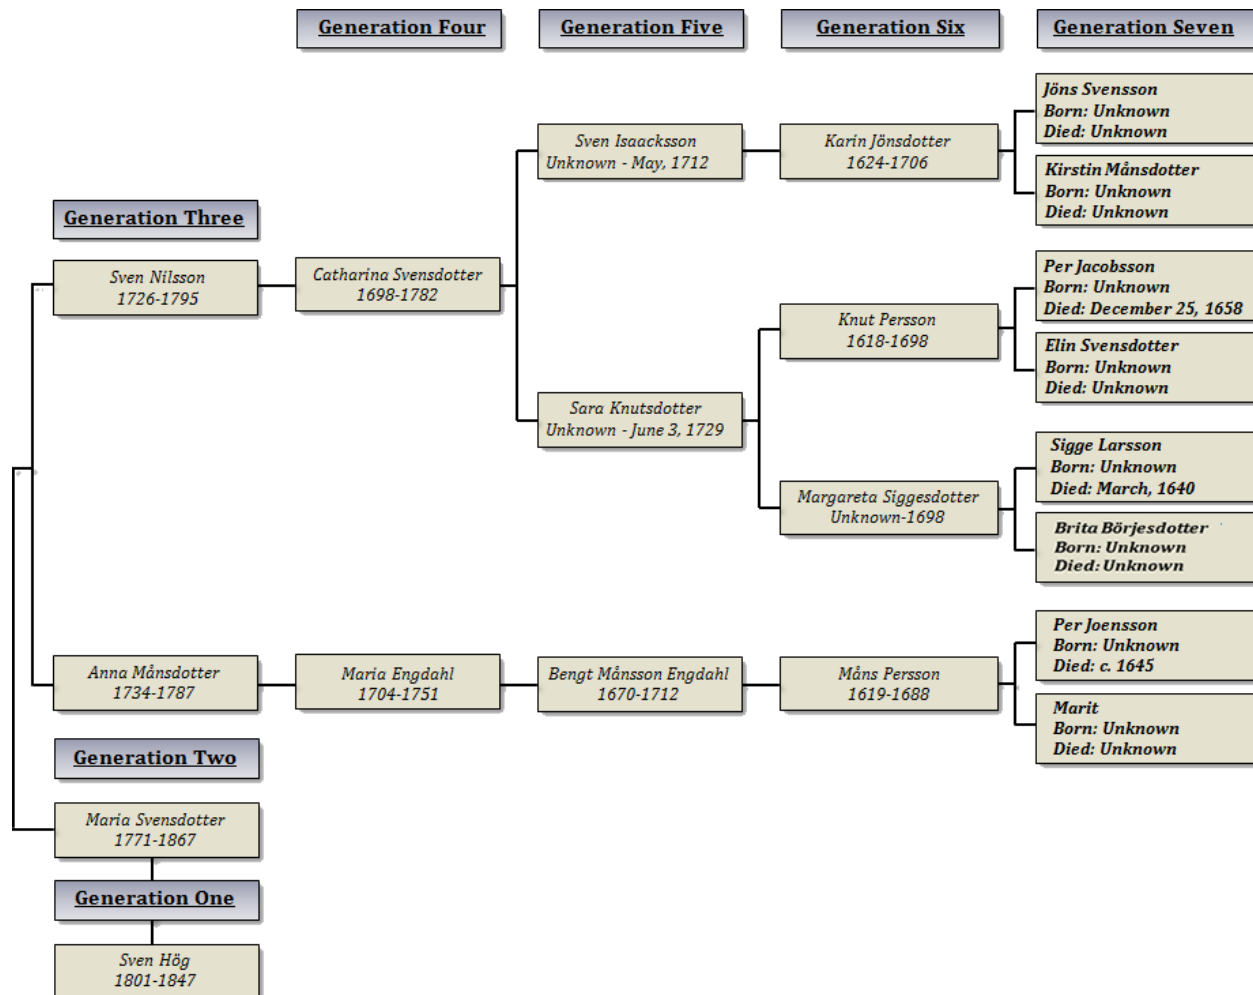 Generation Four
Generation Five
Generation Six
Generation Seven
Jöns Svensson
Born: Unknown
Died: Unknown
Sven Isaacksson
Unknown - May, 1712
Karin Jönsdotter
1624-1706
Kirstin Månsdotter
Born: Unknown
Died: Unknown
Generation Three
Sven Nilsson
1726-1795
Catharina Svensdotter
1698-1782
Per Jacobsson
Born: Unknown
Died: December 25, 1658
Knut Persson
1618-1698
Elin Svensdotter
Born: Unknown
Died: Unknown
Sara Knutsdotter
Unknown - June 3, 1729
Sigge Larsson
Born: Unknown
Died: March, 1640
Margareta Siggesdotter
Unknown-1698
Brita Börjesdotter
Born: Unknown
Died: Unknown
Per Joensson
Born: Unknown
Died: c. 1645
Anna Månsdotter
1734-1787
Maria Engdahl
1704-1751
Bengt Månsson Engdahl
1670-1712
Måns Persson
1619-1688
Marit
Born: Unknown
Died: Unknown
Generation Two
Maria Svensdotter
1771-1867
Generation One
Sven Hög
1801-1847